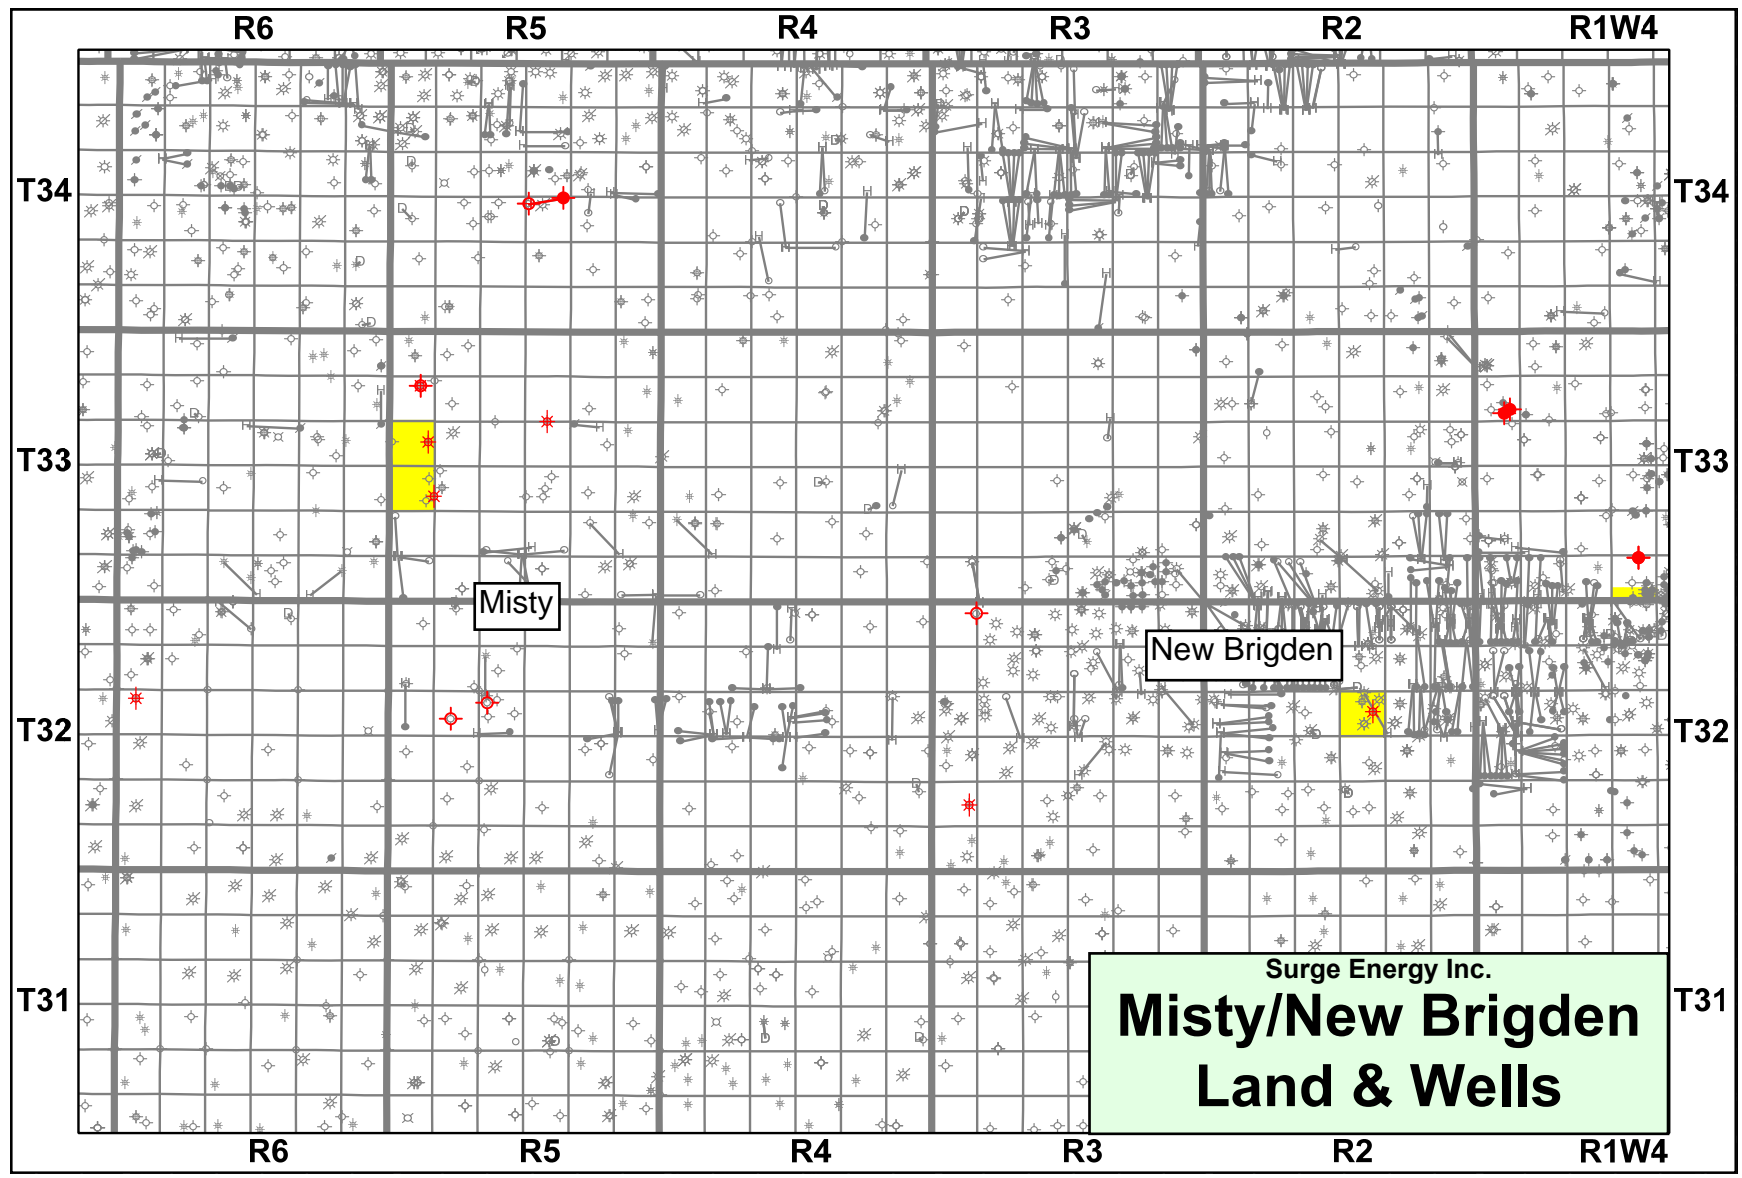 R6 R5 R4 R3 R2 R1W4
T34 T34
T33 T33
Misty
New Brigden
T32 T32
Surge Energy Inc.
T31 Misty/New Brigden T31
Land & Wells
R6 R5 R4 R3 R2 R1W4